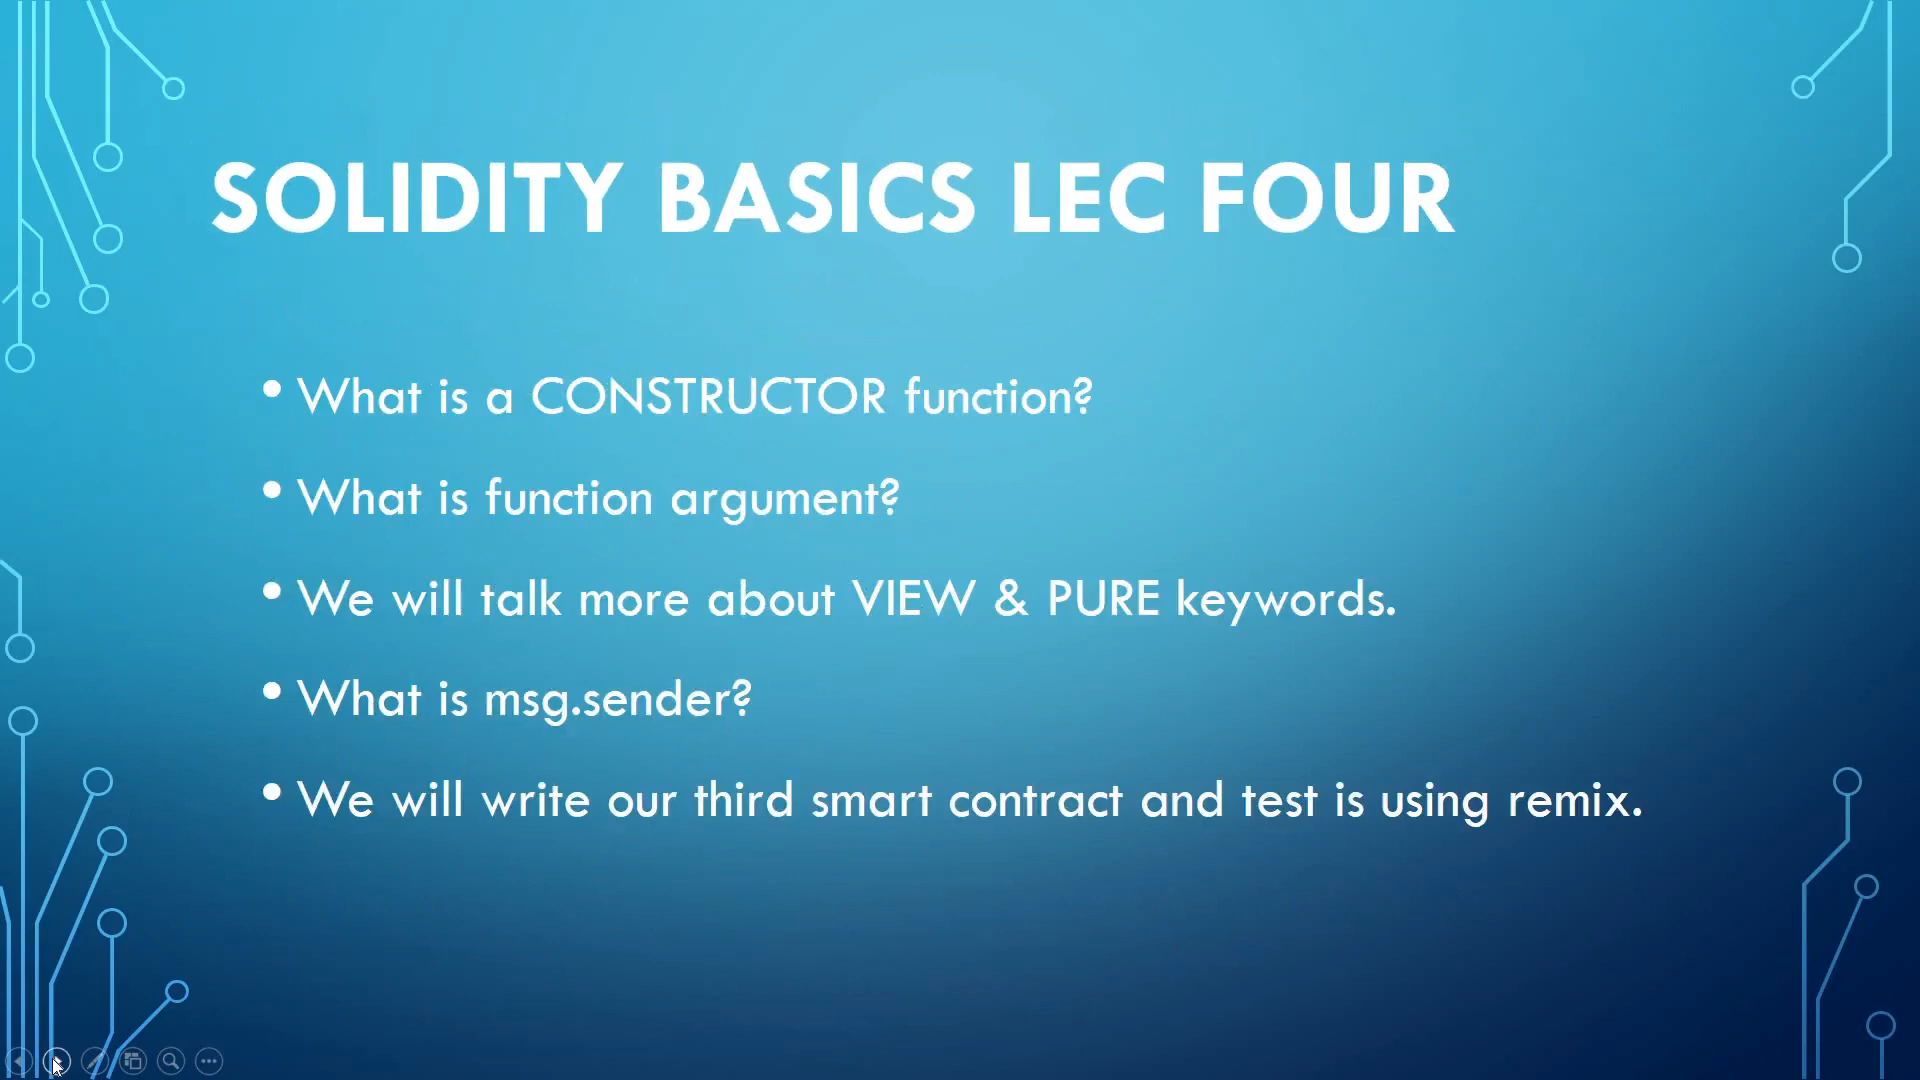 SOLIDITY BASICS LEC FOUR
• What is a CONSTRUCTOR function?
• What is function argument?
• We will talk more about VIEW & PURE keywords.
• What is msg.sender?
• We will write our third smart contract and test is using remix.